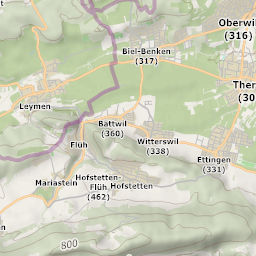 Oberwi
(316)
Biel-Benken
(317)
Ther
(30
Leymen
Battwil
(360)
Witterswil
(338)
Flüh
Ettingen
(331)
Mariastein
Hofstetten-
Flüh
(462)
Hofstetten
800